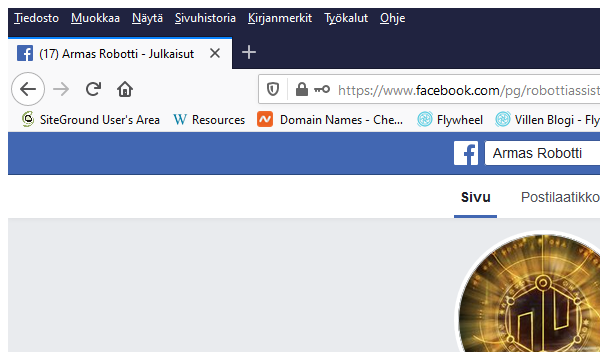 Tiedosto Muokkaa Näytä Sivuhistoria Kirjanmerkit Työkalut Ohje
(17) Armas Robotti - Julkaisut
https://www.facebook.com/pg/robottiassist
SiteGround User's Area W Resources Domain Names - Che... Flywheel Villen Blogi - Fly
Armas Robotti
Sivu Postilaatikko